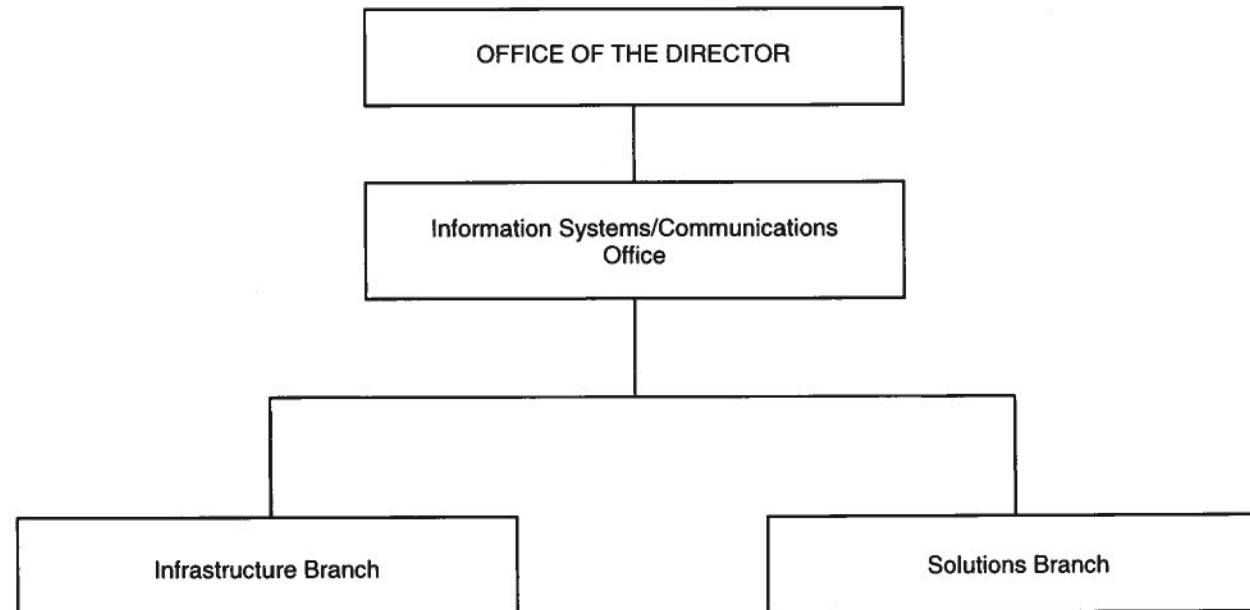 OFFICE OF THE DIRECTOR
Information Systems/Communications
Office
Infrastructure Branch
Solutions Branch